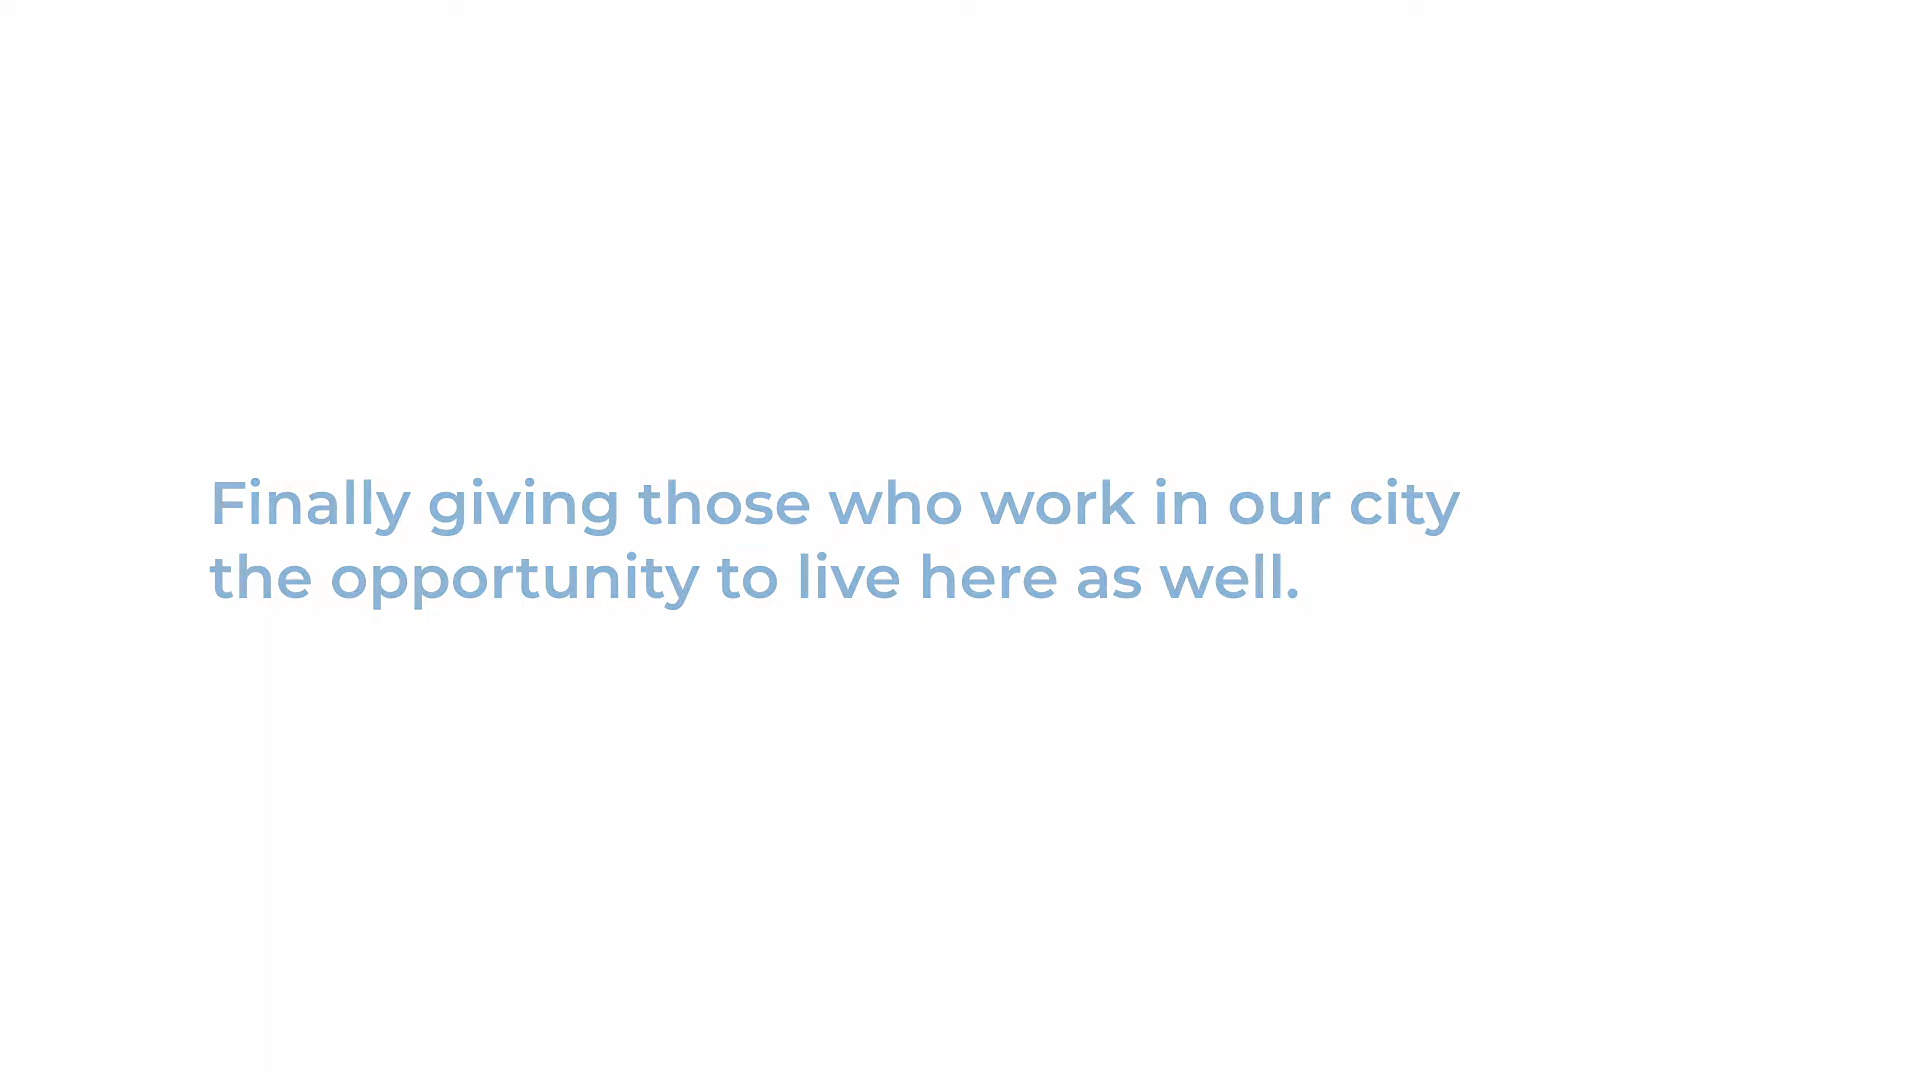 Finally giving those who work in our city
the opportunity to live here as well.